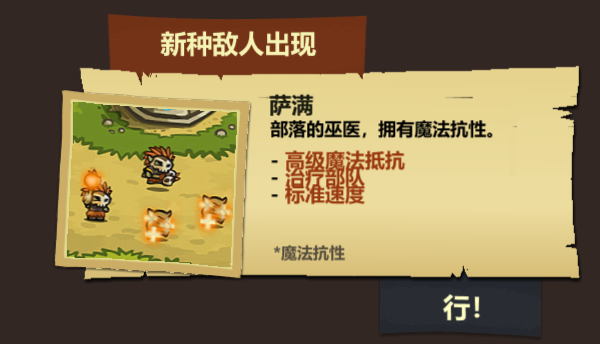 新种敌人出现
萨满
部落的巫医，拥有魔法抗性。
- 高级魔法抵抗
- 治疗部队
- 标准速度
*魔法抗性
行!